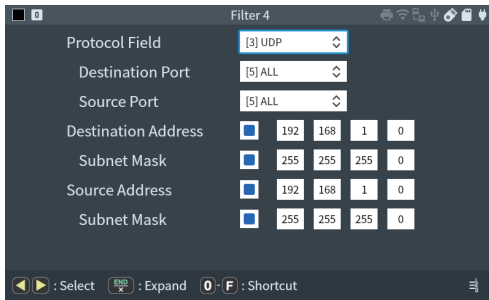 0 Filter 4
Protocol Field [3] UDP
Destination Port [5] ALL
Source Port [5] ALL
Destination Address 192 168 1 0
Subnet Mask 255 255 255 0
Source Address 192 168 1 0
Subnet Mask 255 255 255 0
: Select END × : Expand 0 - F : Shortcut